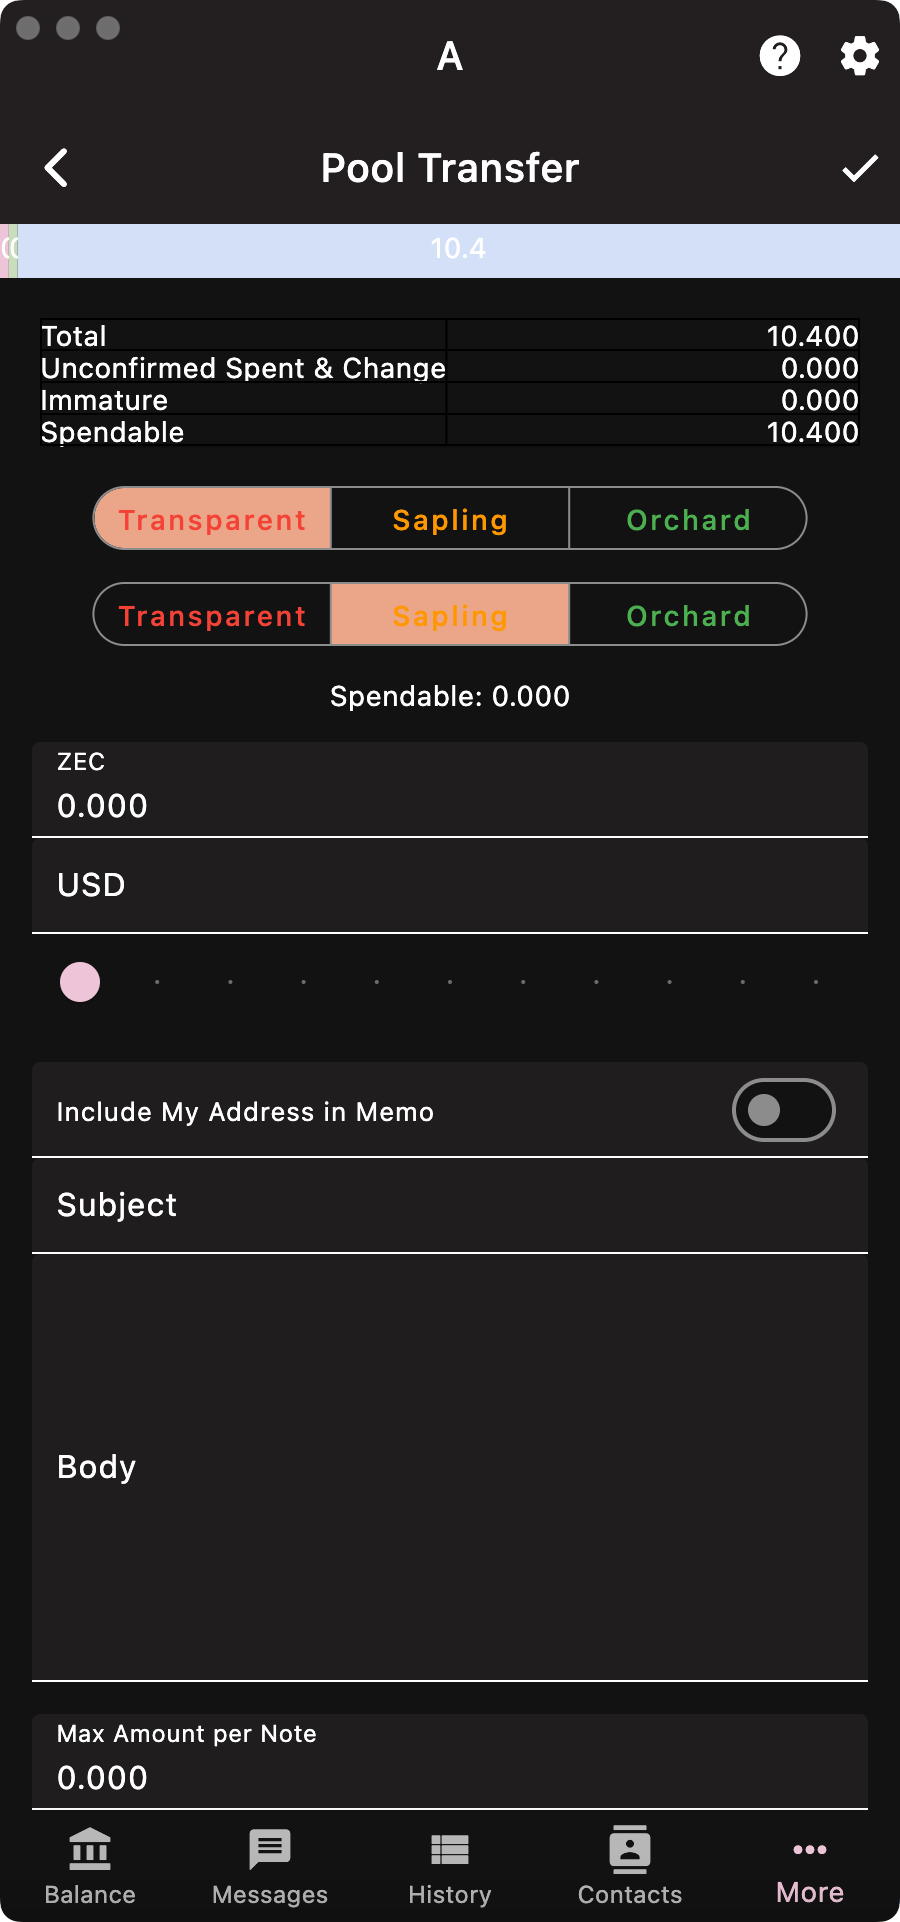 A
Pool Transfer
10.4
Total 10.400
Unconfirmed Spent & Change 0.000
Immature 0.000
Spendable 10.400
Transparent Sapling Orchard
Transparent Sapling Orchard
Spendable: 0.000
ZEC
0.000
USD
Include My Address in Memo
Subject
Body
Max Amount per Note
0.000
Balance Messages History Contacts More